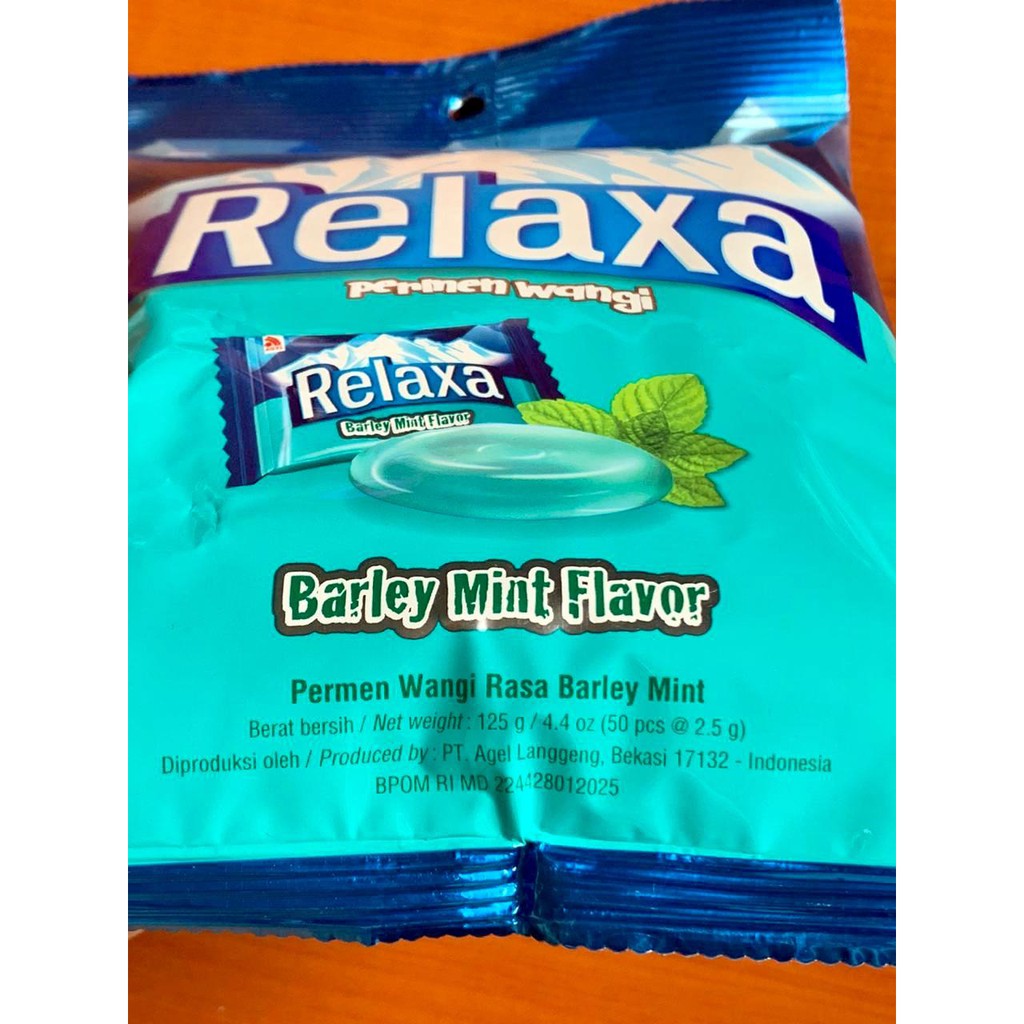 Relaxa
permen wangi
Relaxa
Barley Mint Flavor
Barley Mint Flavor
Permen Wangi Rasa Barley Mint
Berat bersih / Net weight : 125 g / 4.4 oz (50 pcs @ 2.5 g)
Diproduksi oleh / Produced by : PT. Agel Langgeng, Bekasi 17132 - Indonesia
BPOM RI MD 224428012025